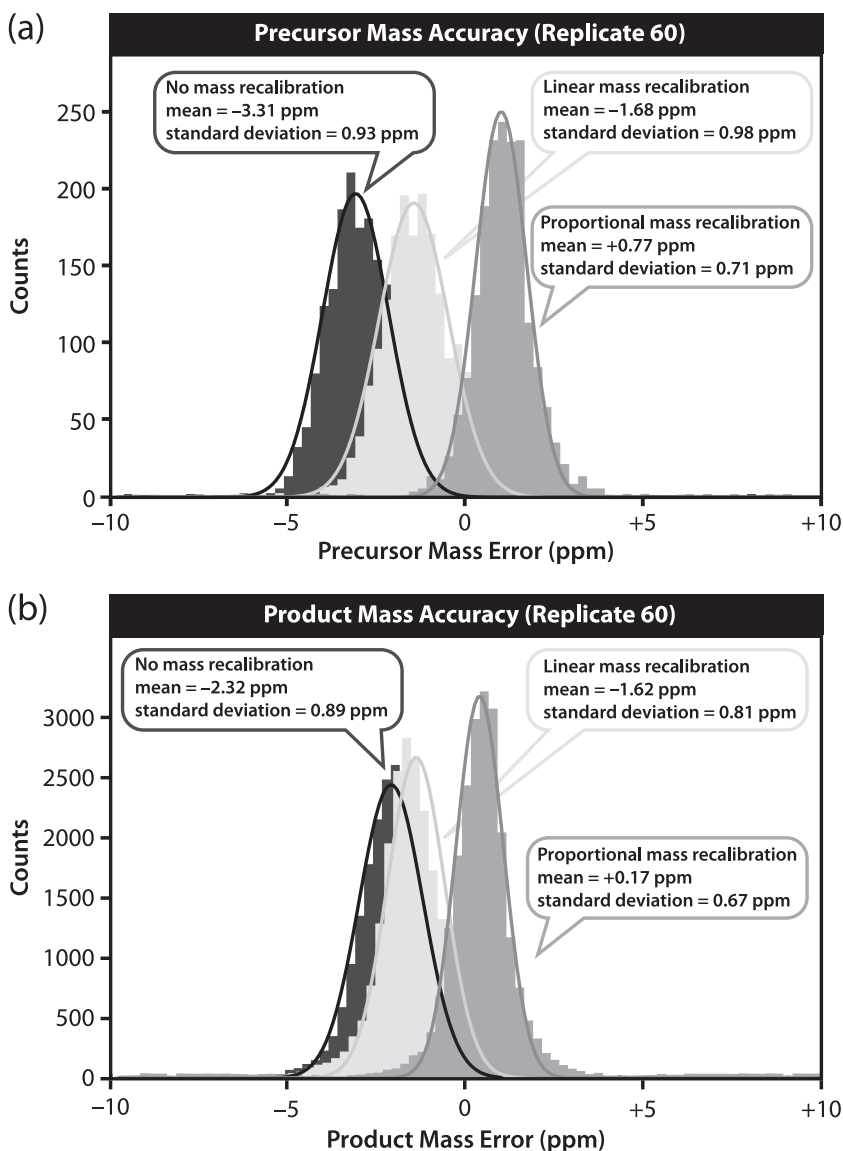 (a)
Precursor Mass Accuracy (Replicate 60)
No mass recalibration
mean = –3.31 ppm
standard deviation = 0.93 ppm
Linear mass recalibration
mean = –1.68 ppm
standard deviation = 0.98 ppm
Proportional mass recalibration
mean = +0.77 ppm
standard deviation = 0.71 ppm
Counts
250
200
150
100
50
0
–10
–5
0
+5
+10
Precursor Mass Error (ppm)
(b)
Product Mass Accuracy (Replicate 60)
No mass recalibration
mean = –2.32 ppm
standard deviation = 0.89 ppm
Linear mass recalibration
mean = –1.62 ppm
standard deviation = 0.81 ppm
Proportional mass recalibration
mean = +0.17 ppm
standard deviation = 0.67 ppm
Counts
3000
2500
2000
1500
1000
500
0
–10
–5
0
+5
+10
Product Mass Error (ppm)